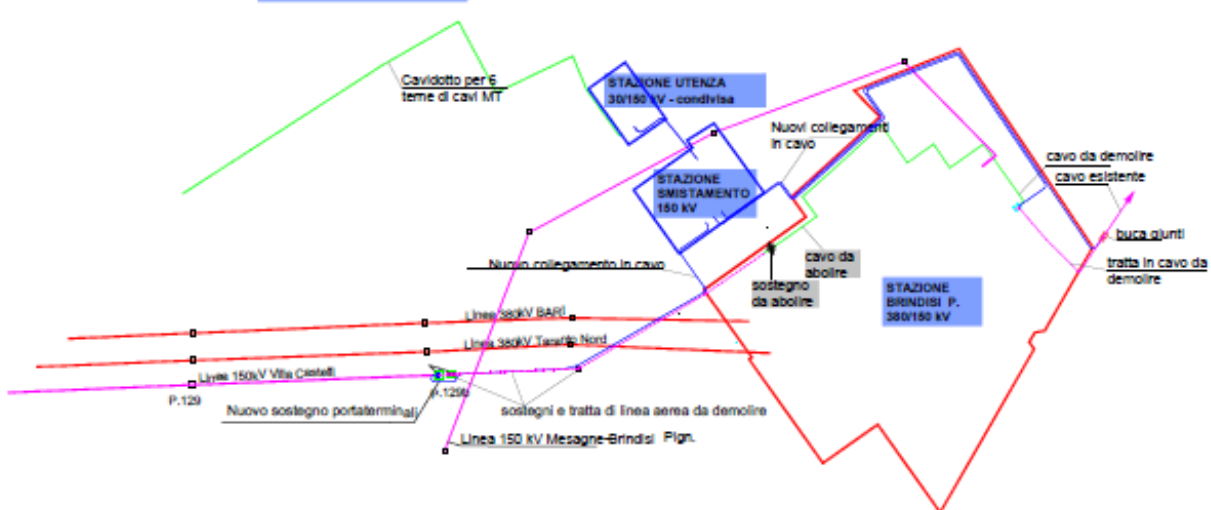 Cavidotto per 6
terne di cavi MT
STAZIONE UTENZA
30/150 kV - condivisa
Nuovi collegamenti
in cavo
STAZIONE
SMISTAMENTO
150 kV
cavo da demolire
cavo esistente
buca giunti
tratta in cavo da
demolire
Nuovo collegamento in cavo
cavo da
abolire
sostegno
da abolire
STAZIONE
BRINDISI P.
380/150 kV
Linea 380kV BARI
Linea 380kV Taranto Nord
Linea 150kV Villa Castelli
P.129
P.129b
Nuovo sostegno portaterminali
sostegni e tratta di linea aerea da demolire
Linea 150 kV Mesagne-Brindisi Pign.